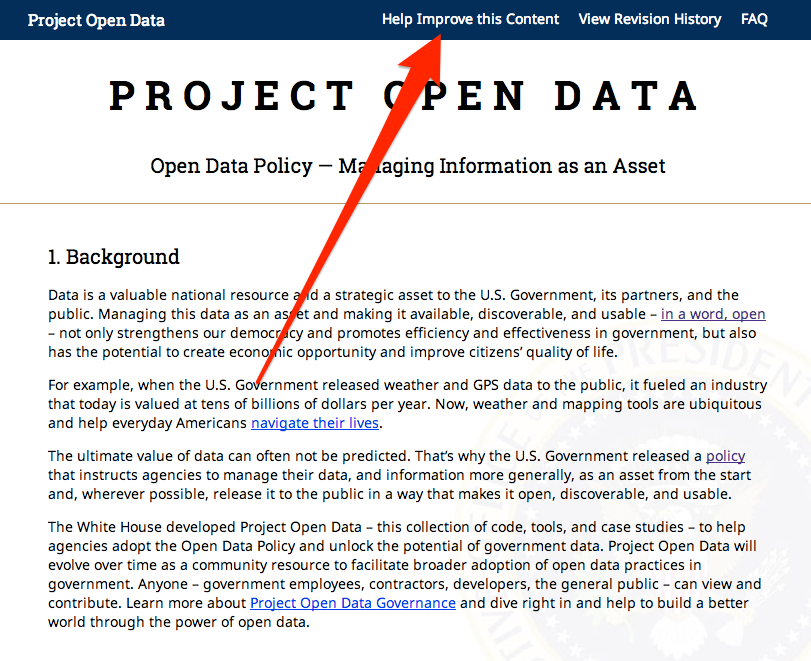 Project Open Data
Help Improve this Content
View Revision History
FAQ
PROJECT OPEN DATA
Open Data Policy — Managing Information as an Asset
1. Background
Data is a valuable national resource and a strategic asset to the U.S. Government, its partners, and the
public. Managing this data as an asset and making it available, discoverable, and usable – in a word, open
– not only strengthens our democracy and promotes efficiency and effectiveness in government, but also
has the potential to create economic opportunity and improve citizens’ quality of life.
For example, when the U.S. Government released weather and GPS data to the public, it fueled an industry
that today is valued at tens of billions of dollars per year. Now, weather and mapping tools are ubiquitous
and help everyday Americans navigate their lives.
The ultimate value of data can often not be predicted. That’s why the U.S. Government released a policy
that instructs agencies to manage their data, and information more generally, as an asset from the start
and, wherever possible, release it to the public in a way that makes it open, discoverable, and usable.
The White House developed Project Open Data – this collection of code, tools, and case studies – to help
agencies adopt the Open Data Policy and unlock the potential of government data. Project Open Data will
evolve over time as a community resource to facilitate broader adoption of open data practices in
government. Anyone – government employees, contractors, developers, the general public – can view and
contribute. Learn more about Project Open Data Governance and dive right in and help to build a better
world through the power of open data.